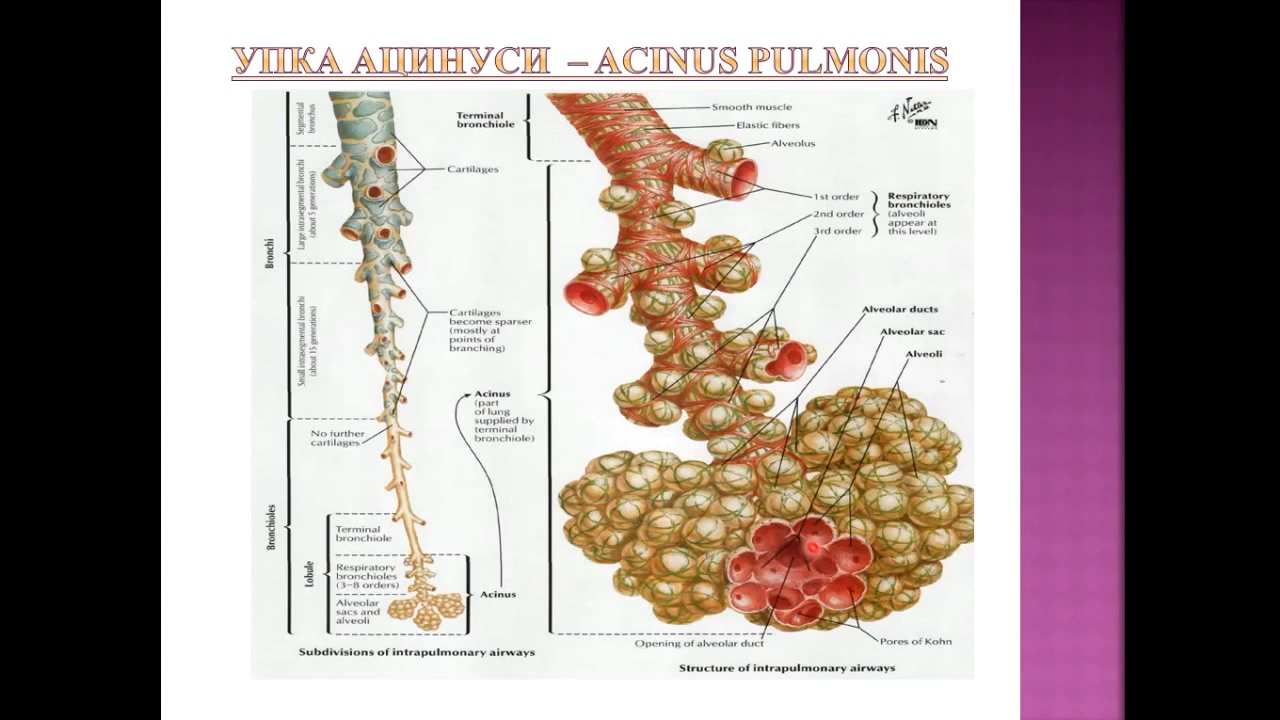 УПКА АЦИНУСИ – ACINUS PULMONIS
Segmental
bronchus
Large intrasegmental bronchi
(about 5 generations)
Small intrasegmental bronchi
(about 15 generations)
Bronchi
Bronchioles
Cartilages
Cartilages
become sparser
(mostly at
points of
branching)
No further
cartilages
Acinus
(part
of lung
supplied by
terminal
bronchiole)
Lobule
Terminal
bronchiole
Respiratory
bronchioles
(3–8 orders)
Alveolar
sacs and
alveoli
Acinus
Subdivisions of intrapulmonary airways
Terminal
bronchiole
Smooth muscle
Elastic fibers
Alveolus
1st order
2nd order
3rd order
Respiratory
bronchioles
(alveoli
appear at
this level)
Alveolar ducts
Alveolar sac
Alveoli
Opening of alveolar duct
Pores of Kohn
Structure of intrapulmonary airways